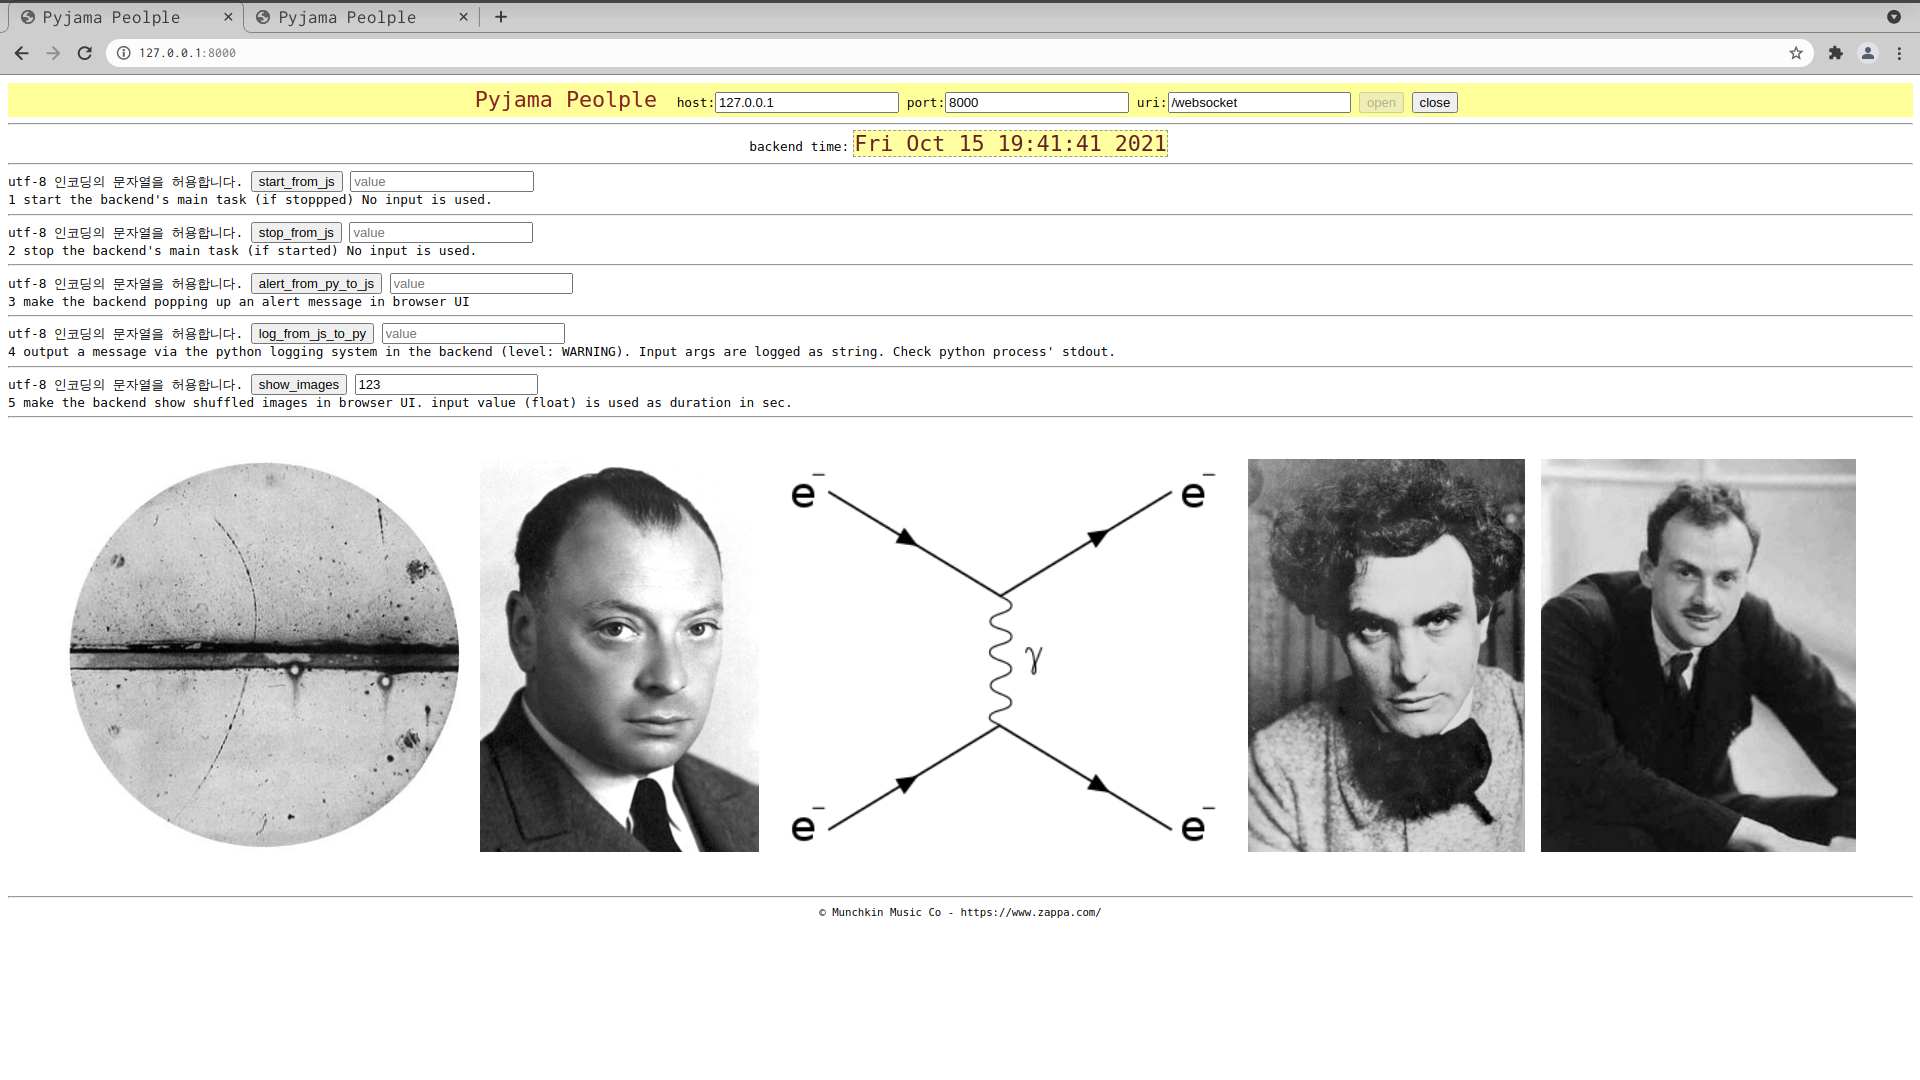 Pyjama Peolple
Pyjama Peolple
127.0.0.1:8000
Pyjama Peolple host: 127.0.0.1 port: 8000 uri: /websocket open close
backend time: Fri Oct 15 19:41:41 2021
utf-8 인코딩의 문자열을 허용합니다. start_from_js value
1 start the backend's main task (if stoppped) No input is used.
utf-8 인코딩의 문자열을 허용합니다. stop_from_js value
2 stop the backend's main task (if started) No input is used.
utf-8 인코딩의 문자열을 허용합니다. alert_from_py_to_js value
3 make the backend popping up an alert message in browser UI
utf-8 인코딩의 문자열을 허용합니다. log_from_js_to_py value
4 output a message via the python logging system in the backend (level: WARNING). Input args are logged as string. Check python process' stdout.
utf-8 인코딩의 문자열을 허용합니다. show_images 123
5 make the backend show shuffled images in browser UI. input value (float) is used as duration in sec.
e⁻ e⁻
γ
e⁻ e⁻
© Munchkin Music Co - https://www.zappa.com/